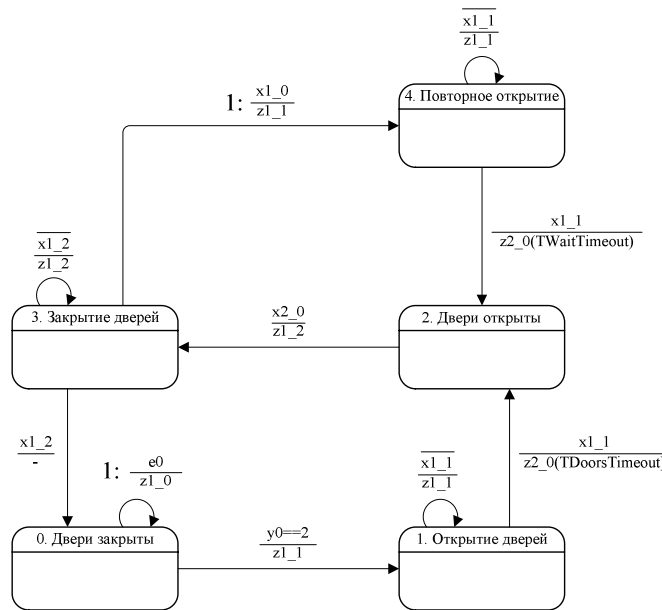 x1_1
z1_1
4. Повторное открытие
1: x1_0
z1_1
x1_1
z2_0(TWaitTimeout)
x1_2
z1_2
3. Закрытие дверей
x2_0
z1_2
2. Двери открыты
x1_2
-
1: e0
z1_0
x1_1
z1_1
x1_1
z2_0(TDoorsTimeout)
0. Двери закрыты
y0==2
z1_1
1. Открытие дверей